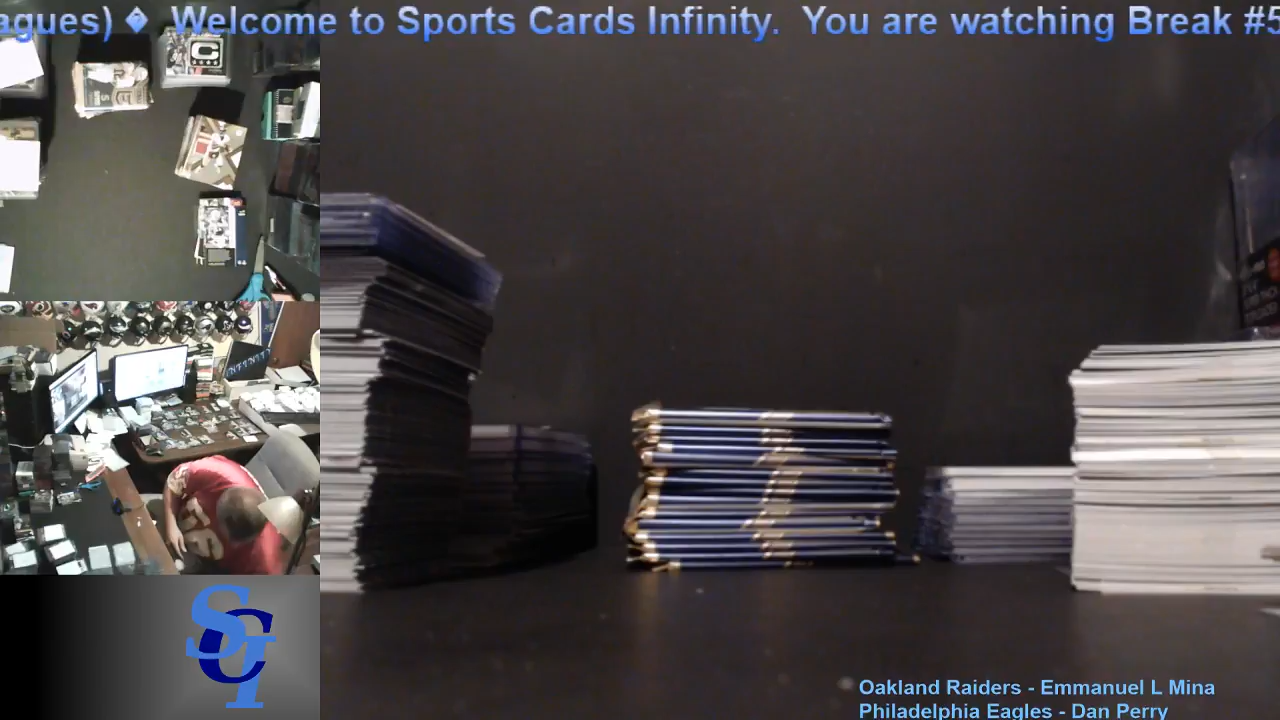 agues) ♦ Welcome to Sports Cards Infinity. You are watching Break #5
C
SCI
Oakland Raiders - Emmanuel L Mina
Philadelphia Eagles - Dan Perry